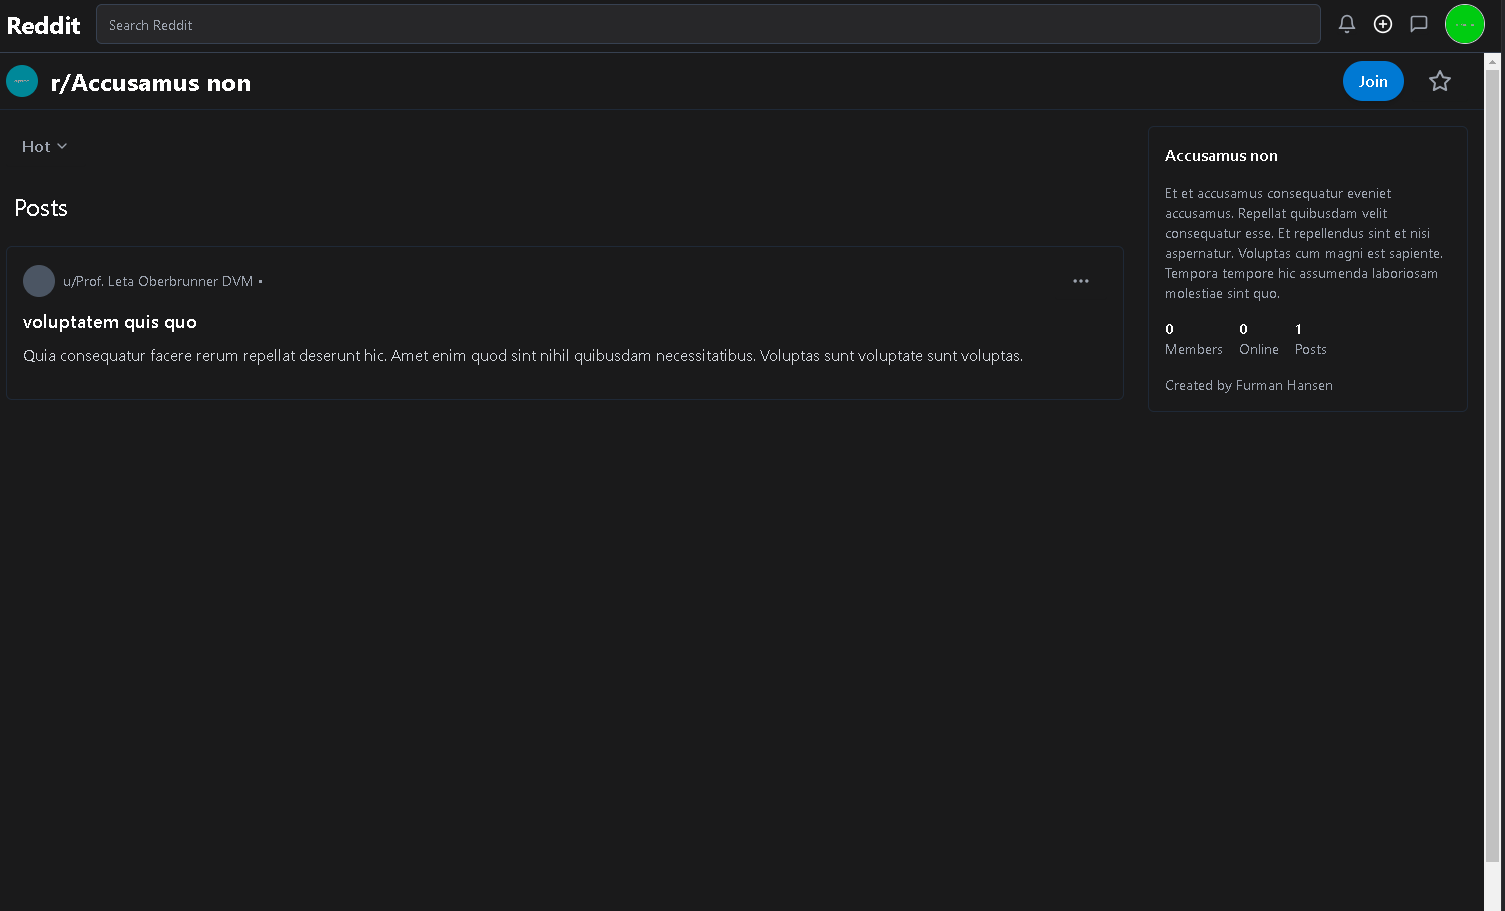 Reddit
Search Reddit
r/Accusamus non
Join
Hot
Posts
u/Prof. Leta Oberbrunner DVM •
voluptatem quis quo
Quia consequatur facere rerum repellat deserunt hic. Amet enim quod sint nihil quibusdam necessitatibus. Voluptas sunt voluptate sunt voluptas.
Accusamus non
Et et accusamus consequatur eveniet
accusamus. Repellat quibusdam velit
consequatur esse. Et repellendus sint et nisi
aspernatur. Voluptas cum magni est sapiente.
Tempora tempore hic assumenda laboriosam
molestiae sint quo.
0 0 1
Members Online Posts
Created by Furman Hansen